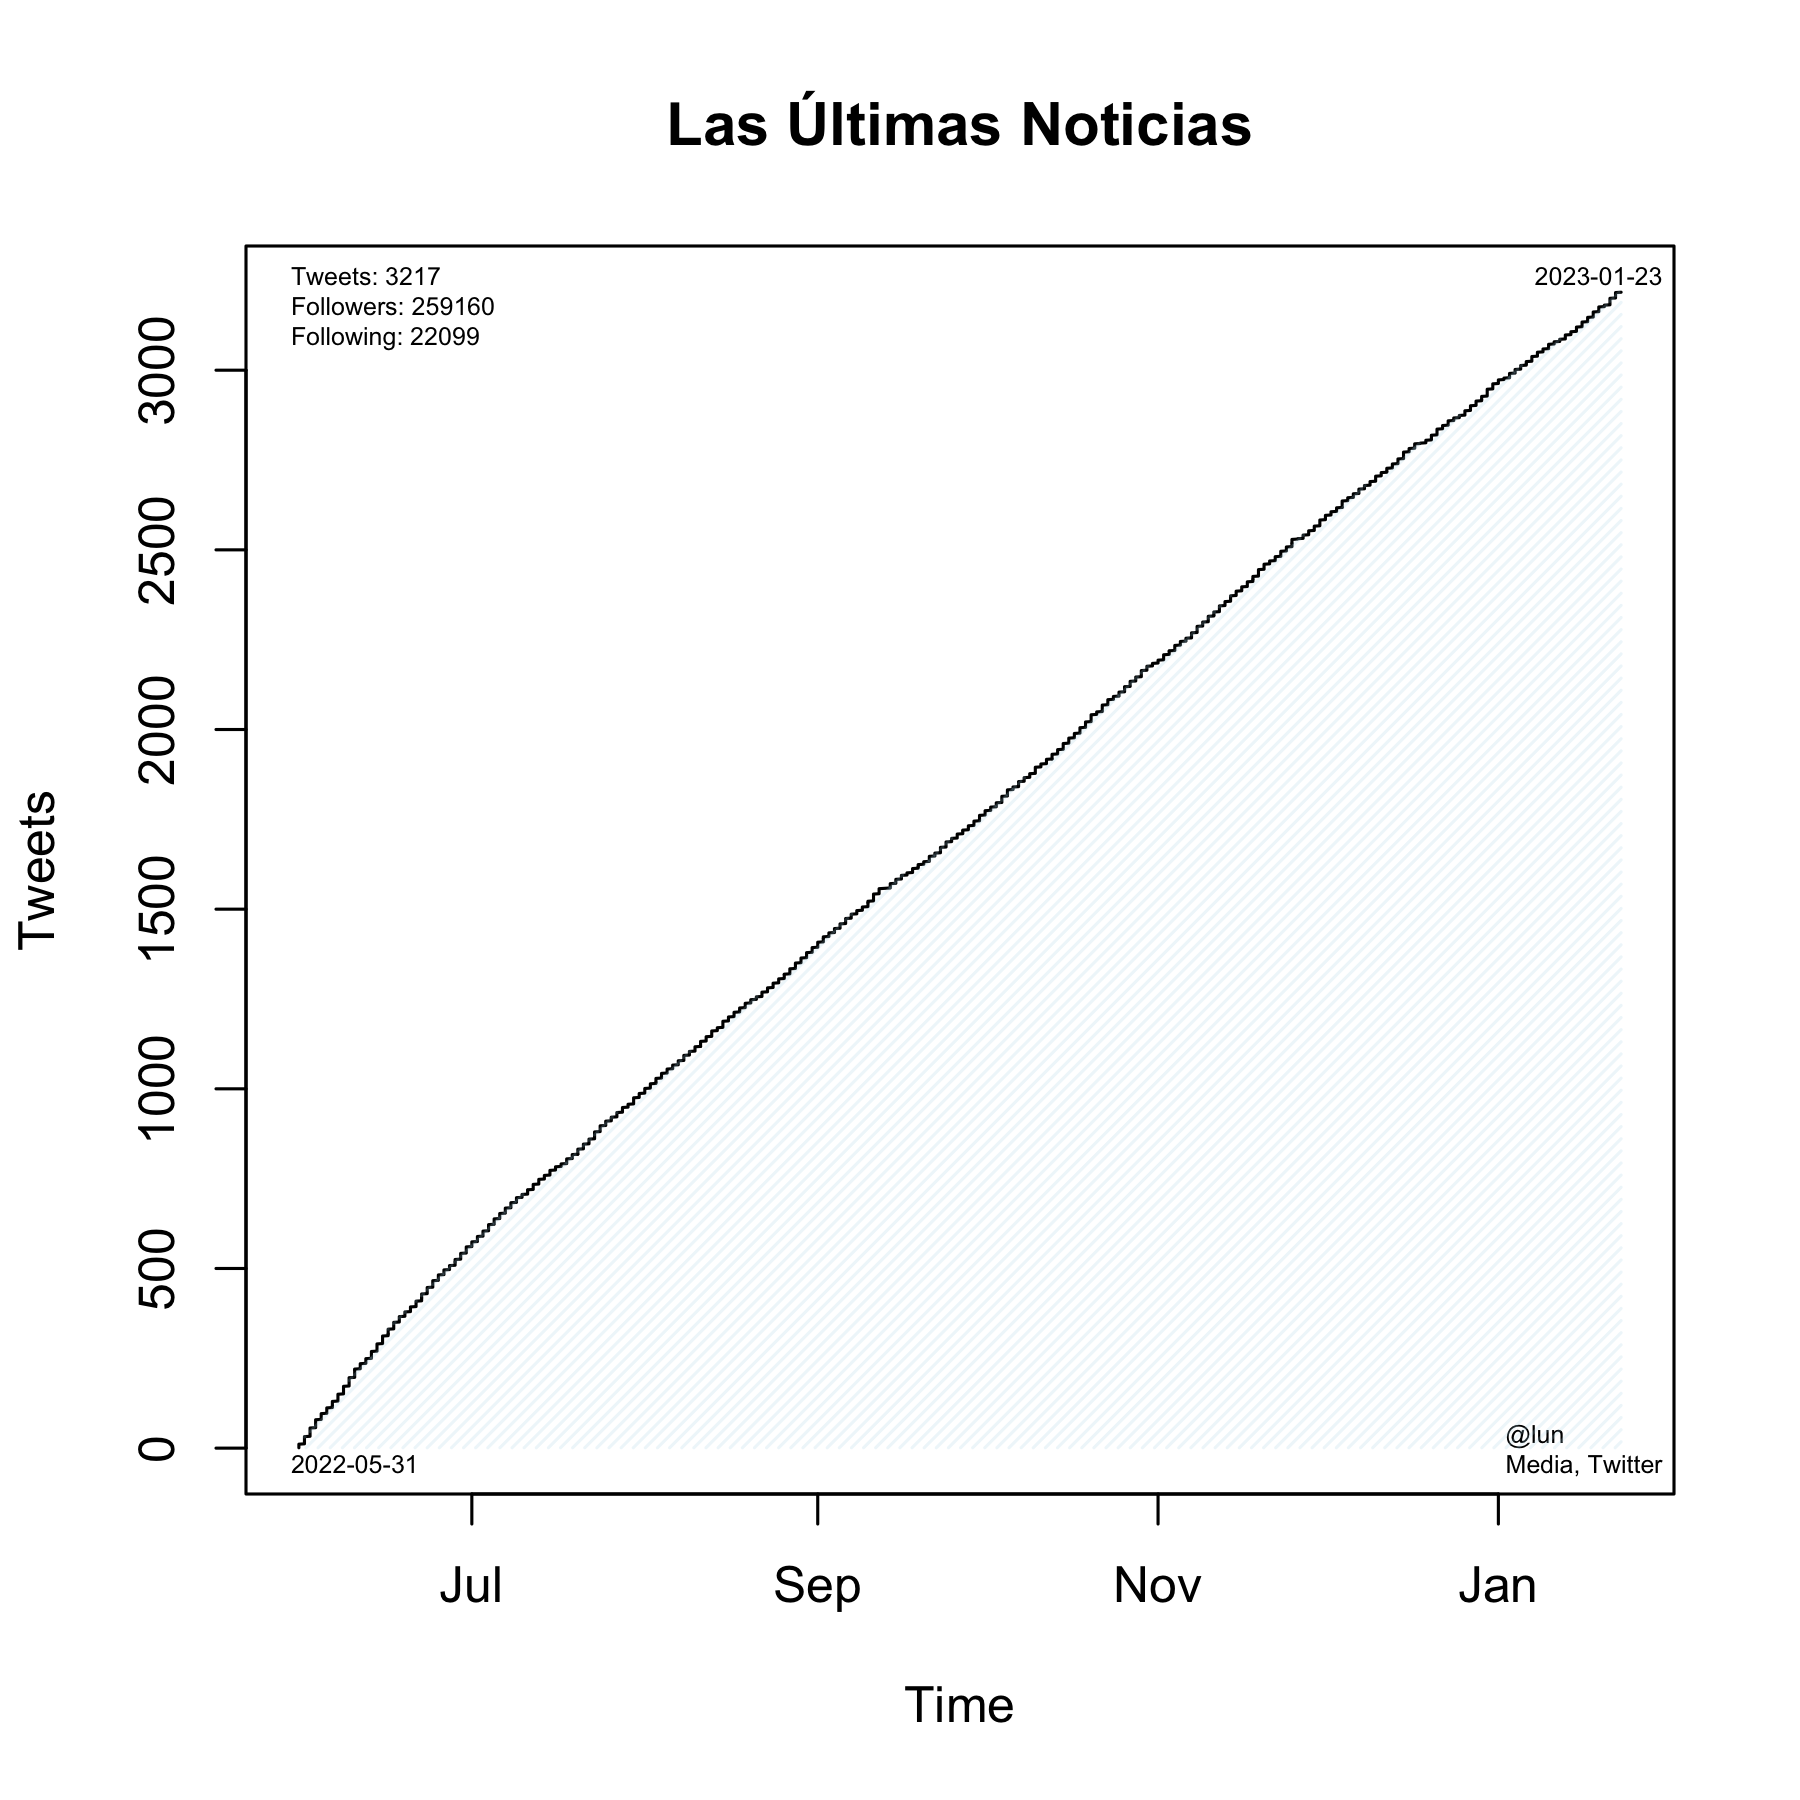 Las Últimas Noticias
Tweets: 3217
Followers: 259160
Following: 22099
2023-01-23
3000
2500
2000
1500
1000
500
0
Tweets
2022-05-31
@lun
Media, Twitter
Jul
Sep
Nov
Jan
Time